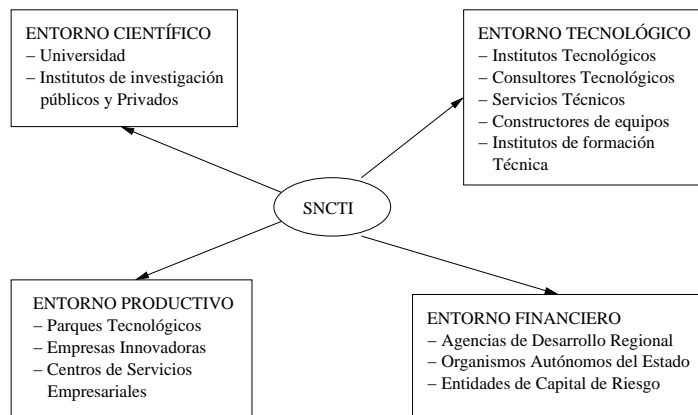 ENTORNO CIENTÍFICO
– Universidad
– Institutos de investigación
públicos y Privados
ENTORNO TECNOLÓGICO
– Institutos Tecnológicos
– Consultores Tecnológicos
– Servicios Técnicos
– Constructores de equipos
– Institutos de formación
Técnica
SNCTI
ENTORNO PRODUCTIVO
– Parques Tecnológicos
– Empresas Innovadoras
– Centros de Servicios
Empresariales
ENTORNO FINANCIERO
– Agencias de Desarrollo Regional
– Organismos Autónomos del Estado
– Entidades de Capital de Riesgo